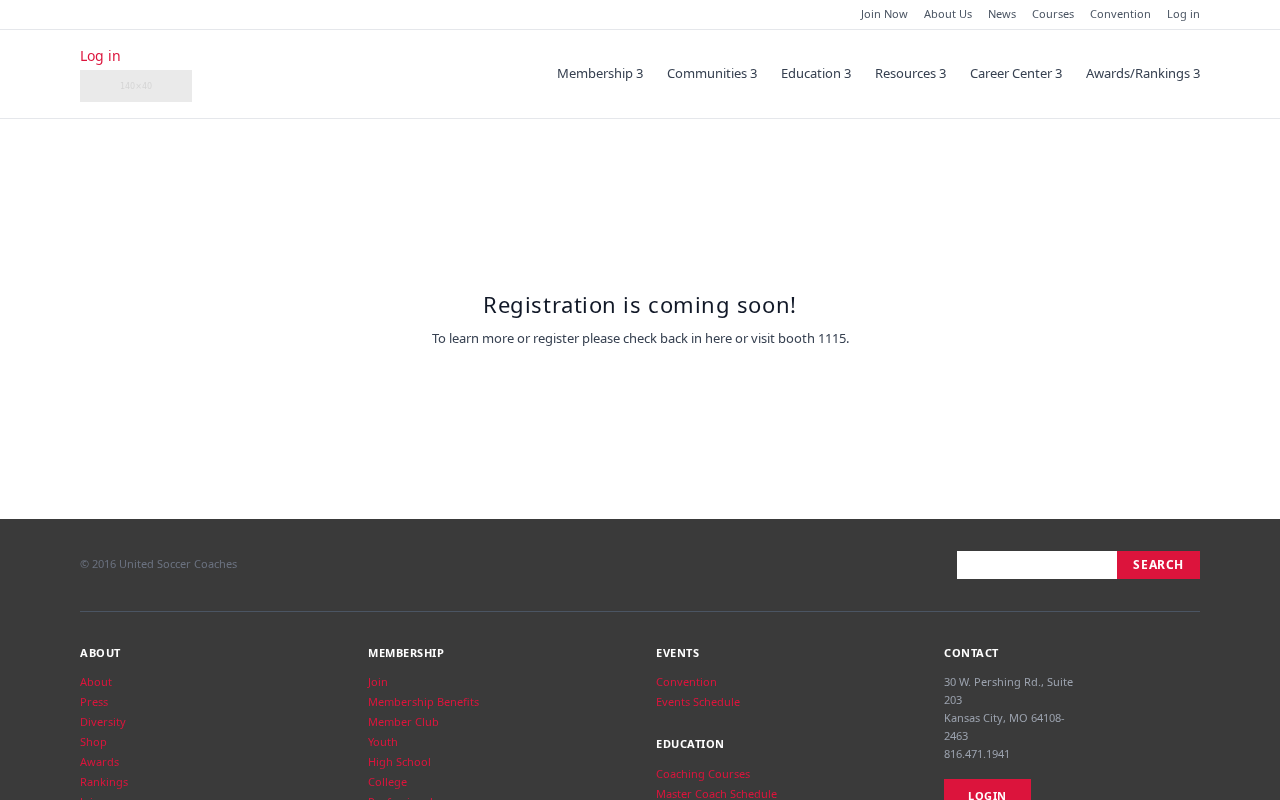 Join Now About Us News Courses Convention Log in
Log in
140×40
Membership 3 Communities 3 Education 3 Resources 3 Career Center 3 Awards/Rankings 3
Registration is coming soon!
To learn more or register please check back in here or visit booth 1115.
© 2016 United Soccer Coaches
SEARCH
ABOUT
About
Press
Diversity
Shop
Awards
Rankings
MEMBERSHIP
Join
Membership Benefits
Member Club
Youth
High School
College
EVENTS
Convention
Events Schedule
EDUCATION
Coaching Courses
Master Coach Schedule
CONTACT
30 W. Pershing Rd., Suite
203
Kansas City, MO 64108-
2463
816.471.1941
LOGIN